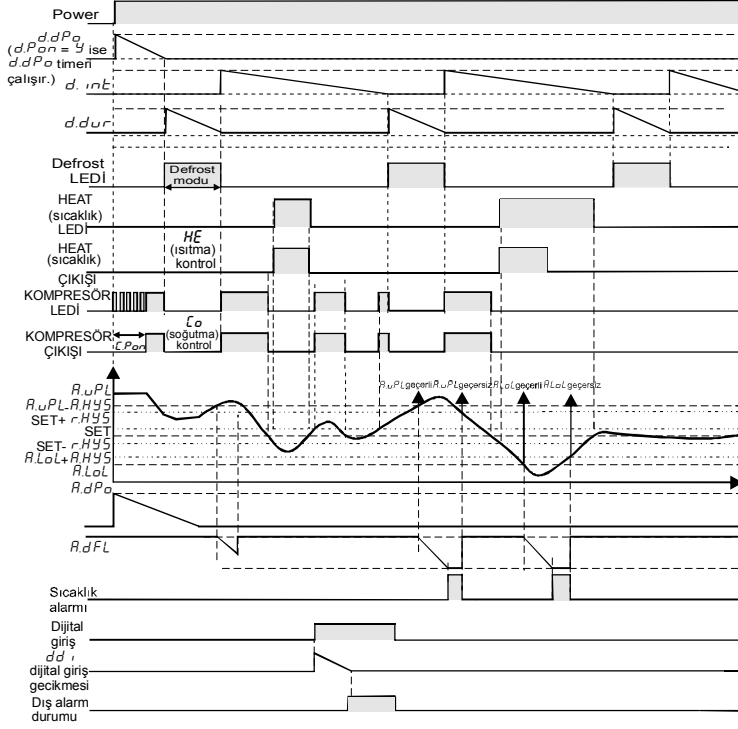 Power
d.dPo
(d.Pon = y ise
d.dPo timeri
çalışır.)
d.int
d.dur
Defrost
LEDİ
Defrost
modu
HEAT
(sıcaklık)
LEDİ
HEAT
(sıcaklık)
ÇIKIŞI
HE
(ısıtma)
kontrol
KOMPRESÖR
LEDİ
KOMPRESÖR
ÇIKIŞI
C.Pon
Co
(soğutma)
kontrol
A.uPL geçerli
A.uPL geçersiz
A.LoL geçerli
A.LoL geçersiz
A.uPL
A.uPL-A.HYS
SET+ r.HYS
SET
SET- r.HYS
A.LoL+A.HYS
A.LoL
A.dPo
A.dFL
Sıcaklık
alarmı
Dijital
giriş
ddi
dijital giriş
gecikmesi
Dış alarm
durumu